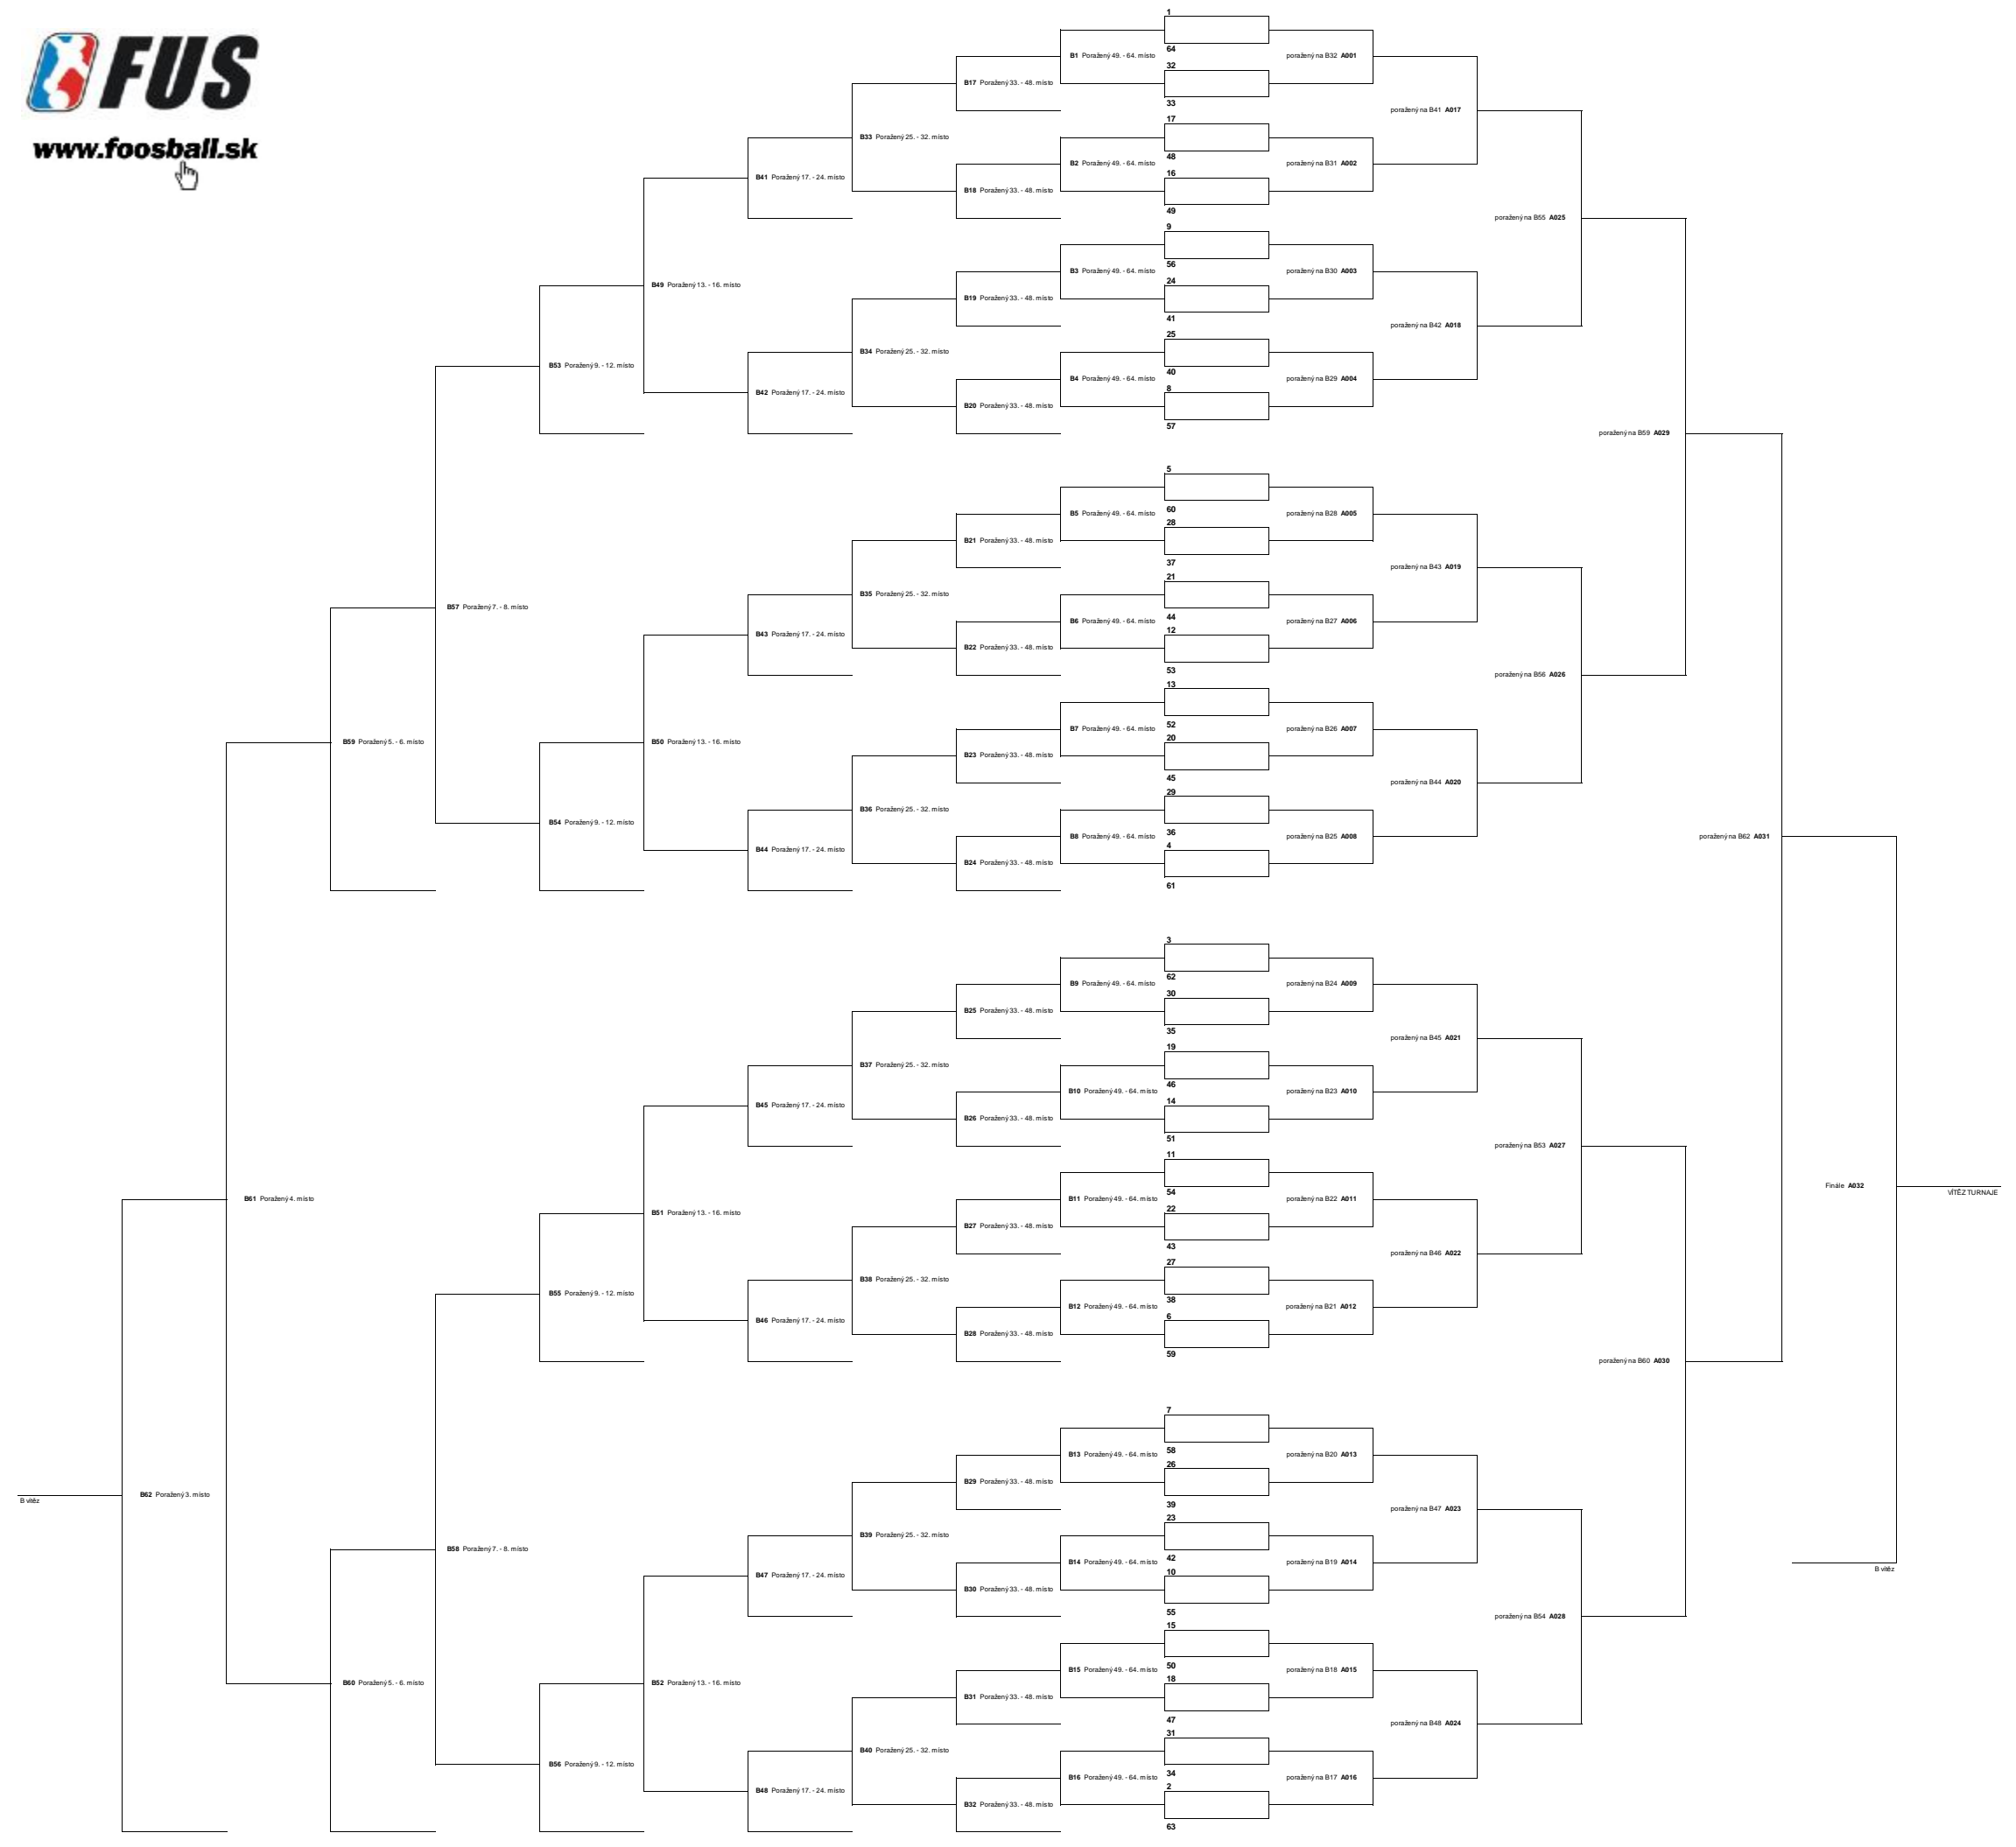 FUS
www.foosball.sk
1
B1 Poražený 49. - 64. místo
64
poražený na B32 A001
32
B17 Poražený 33. - 48. místo
33
poražený na B41 A017
17
B33 Poražený 25. - 32. místo
48
B2 Poražený 49. - 64. místo
poražený na B31 A002
16
B41 Poražený 17. - 24. místo
B18 Poražený 33. - 48. místo
49
poražený na B55 A025
9
56
B3 Poražený 49. - 64. místo
poražený na B30 A003
24
B49 Poražený 13. - 16. místo
B19 Poražený 33. - 48. místo
41
poražený na B42 A018
25
B34 Poražený 25. - 32. místo
B53 Poražený 9. - 12. místo
40
B4 Poražený 49. - 64. místo
poražený na B29 A004
8
B42 Poražený 17. - 24. místo
B20 Poražený 33. - 48. místo
57
poražený na B59 A029
5
60
B5 Poražený 49. - 64. místo
poražený na B28 A005
28
B21 Poražený 33. - 48. místo
37
poražený na B43 A019
21
B35 Poražený 25. - 32. místo
B57 Poražený 7. - 8. místo
44
B6 Poražený 49. - 64. místo
poražený na B27 A006
12
B43 Poražený 17. - 24. místo
B22 Poražený 33. - 48. místo
53
poražený na B56 A026
13
52
B7 Poražený 49. - 64. místo
poražený na B26 A007
20
B59 Poražený 5. - 6. místo
B50 Poražený 13. - 16. místo
B23 Poražený 33. - 48. místo
45
poražený na B44 A020
29
B36 Poražený 25. - 32. místo
B54 Poražený 9. - 12. místo
36
B8 Poražený 49. - 64. místo
poražený na B25 A008
poražený na B62 A031
4
B44 Poražený 17. - 24. místo
B24 Poražený 33. - 48. místo
61
3
62
B9 Poražený 49. - 64. místo
poražený na B24 A009
30
B25 Poražený 33. - 48. místo
35
poražený na B45 A021
19
B37 Poražený 25. - 32. místo
46
B10 Poražený 49. - 64. místo
poražený na B23 A010
14
B45 Poražený 17. - 24. místo
B26 Poražený 33. - 48. místo
51
poražený na B53 A027
11
Finále A032
VÍTĚZ TURNAJE
54
B61 Poražený 4. místo
B11 Poražený 49. - 64. místo
poražený na B22 A011
22
B51 Poražený 13. - 16. místo
B27 Poražený 33. - 48. místo
43
poražený na B46 A022
27
B38 Poražený 25. - 32. místo
B55 Poražený 9. - 12. místo
38
B12 Poražený 49. - 64. místo
poražený na B21 A012
6
B46 Poražený 17. - 24. místo
B28 Poražený 33. - 48. místo
59
poražený na B60 A030
7
58
B13 Poražený 49. - 64. místo
poražený na B20 A013
26
B29 Poražený 33. - 48. místo
B62 Poražený 3. místo
B vítěz
39
poražený na B47 A023
23
B39 Poražený 25. - 32. místo
B58 Poražený 7. - 8. místo
42
B14 Poražený 49. - 64. místo
poražený na B19 A014
B vítěz
10
B47 Poražený 17. - 24. místo
B30 Poražený 33. - 48. místo
55
poražený na B54 A028
15
50
B15 Poražený 49. - 64. místo
poražený na B18 A015
18
B60 Poražený 5. - 6. místo
B52 Poražený 13. - 16. místo
B31 Poražený 33. - 48. místo
47
poražený na B48 A024
31
B40 Poražený 25. - 32. místo
B56 Poražený 9. - 12. místo
34
B16 Poražený 49. - 64. místo
poražený na B17 A016
2
B48 Poražený 17. - 24. místo
B32 Poražený 33. - 48. místo
63